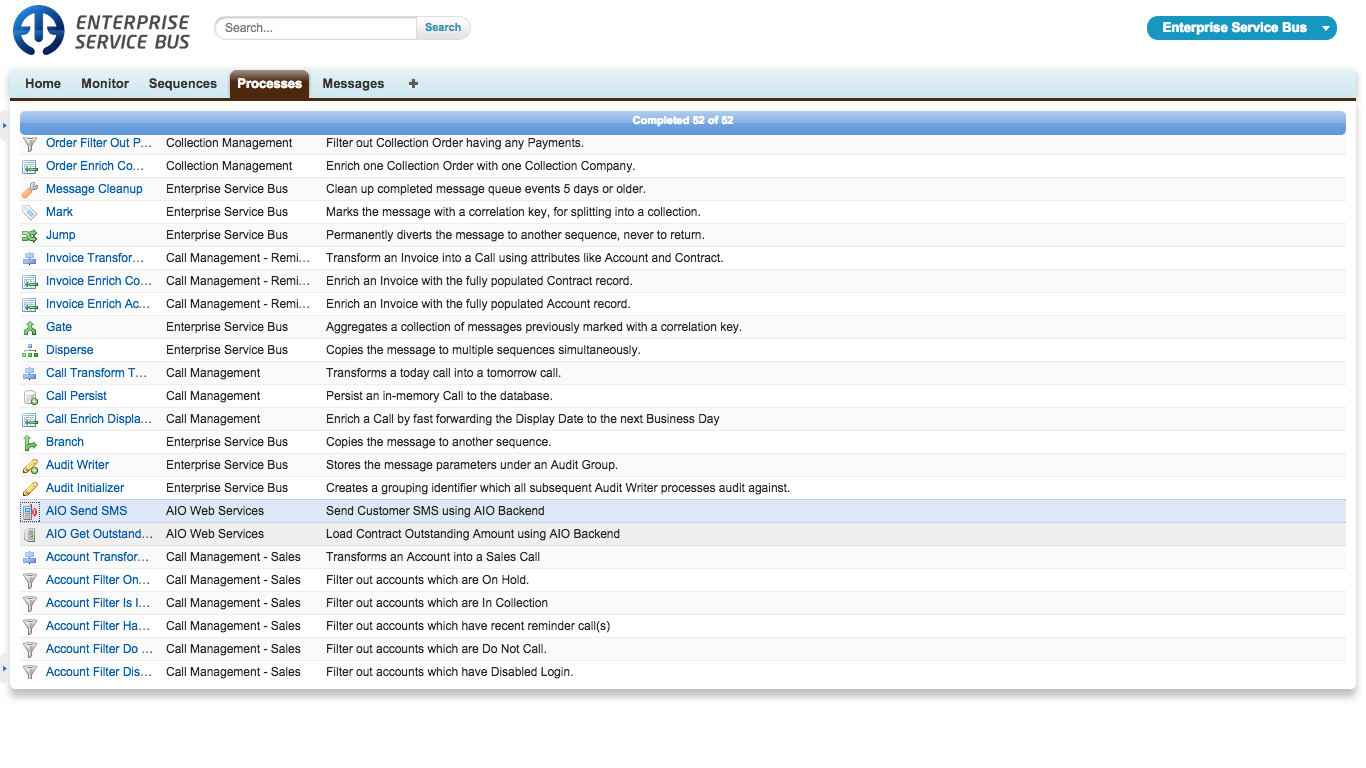 ENTERPRISE
SERVICE BUS
Search...
Search
Enterprise Service Bus
Home Monitor Sequences Processes Messages +
Completed 52 of 52
Order Filter Out P... Collection Management Filter out Collection Order having any Payments.
Order Enrich Co... Collection Management Enrich one Collection Order with one Collection Company.
Message Cleanup Enterprise Service Bus Clean up completed message queue events 5 days or older.
Mark Enterprise Service Bus Marks the message with a correlation key, for splitting into a collection.
Jump Enterprise Service Bus Permanently diverts the message to another sequence, never to return.
Invoice Transfor... Call Management - Remi... Transform an Invoice into a Call using attributes like Account and Contract.
Invoice Enrich Co... Call Management - Remi... Enrich an Invoice with the fully populated Contract record.
Invoice Enrich Ac... Call Management - Remi... Enrich an Invoice with the fully populated Account record.
Gate Enterprise Service Bus Aggregates a collection of messages previously marked with a correlation key.
Disperse Enterprise Service Bus Copies the message to multiple sequences simultaneously.
Call Transform T... Call Management Transforms a today call into a tomorrow call.
Call Persist Call Management Persist an in-memory Call to the database.
Call Enrich Displa... Call Management Enrich a Call by fast forwarding the Display Date to the next Business Day
Branch Enterprise Service Bus Copies the message to another sequence.
Audit Writer Enterprise Service Bus Stores the message parameters under an Audit Group.
Audit Initializer Enterprise Service Bus Creates a grouping identifier which all subsequent Audit Writer processes audit against.
AIO Send SMS AIO Web Services Send Customer SMS using AIO Backend
AIO Get Outstand... AIO Web Services Load Contract Outstanding Amount using AIO Backend
Account Transfor... Call Management - Sales Transforms an Account into a Sales Call
Account Filter On... Call Management - Sales Filter out accounts which are On Hold.
Account Filter Is I... Call Management - Sales Filter out accounts which are In Collection
Account Filter Ha... Call Management - Sales Filter out accounts which have recent reminder call(s)
Account Filter Do ... Call Management - Sales Filter out accounts which are Do Not Call.
Account Filter Dis... Call Management - Sales Filter out accounts which have Disabled Login.